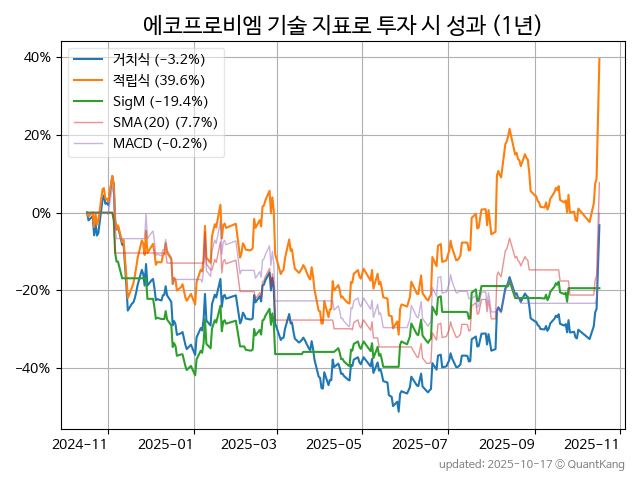 에코프로비엠 기술 지표로 투자 시 성과 (1년)
40%
20%
0%
−20%
−40%
거치식 (−3.2%)
적립식 (39.6%)
SigM (−19.4%)
SMA(20) (7.7%)
MACD (−0.2%)
2024-11
2025-01
2025-03
2025-05
2025-07
2025-09
2025-11
updated: 2025-10-17 © QuantKang